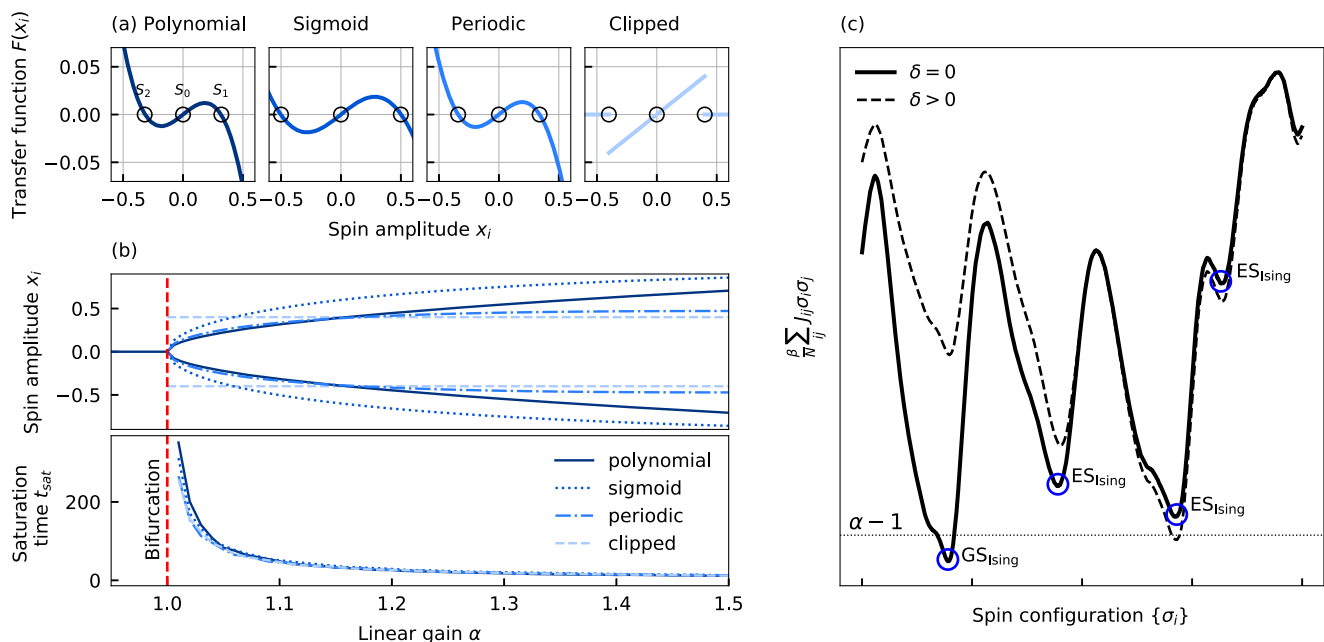 (a)
Polynomial
Sigmoid
Periodic
Clipped
Transfer function F(xᵢ)
0.05
0.00
−0.05
S₂
S₀
S₁
−0.5
0.0
0.5
−0.5
0.0
0.5
−0.5
0.0
0.5
−0.5
0.0
0.5
Spin amplitude xᵢ
(b)
Spin amplitude xᵢ
0.5
0.0
−0.5
Saturation
time t_sat
200
0
Bifurcation
polynomial
sigmoid
periodic
clipped
1.0
1.1
1.2
1.3
1.4
1.5
Linear gain α
(c)
δ = 0
δ > 0
β/N ∑ᵢⱼ Jᵢⱼσᵢσⱼ
α − 1
GS_Ising
ES_Ising
ES_Ising
ES_Ising
Spin configuration {σᵢ}